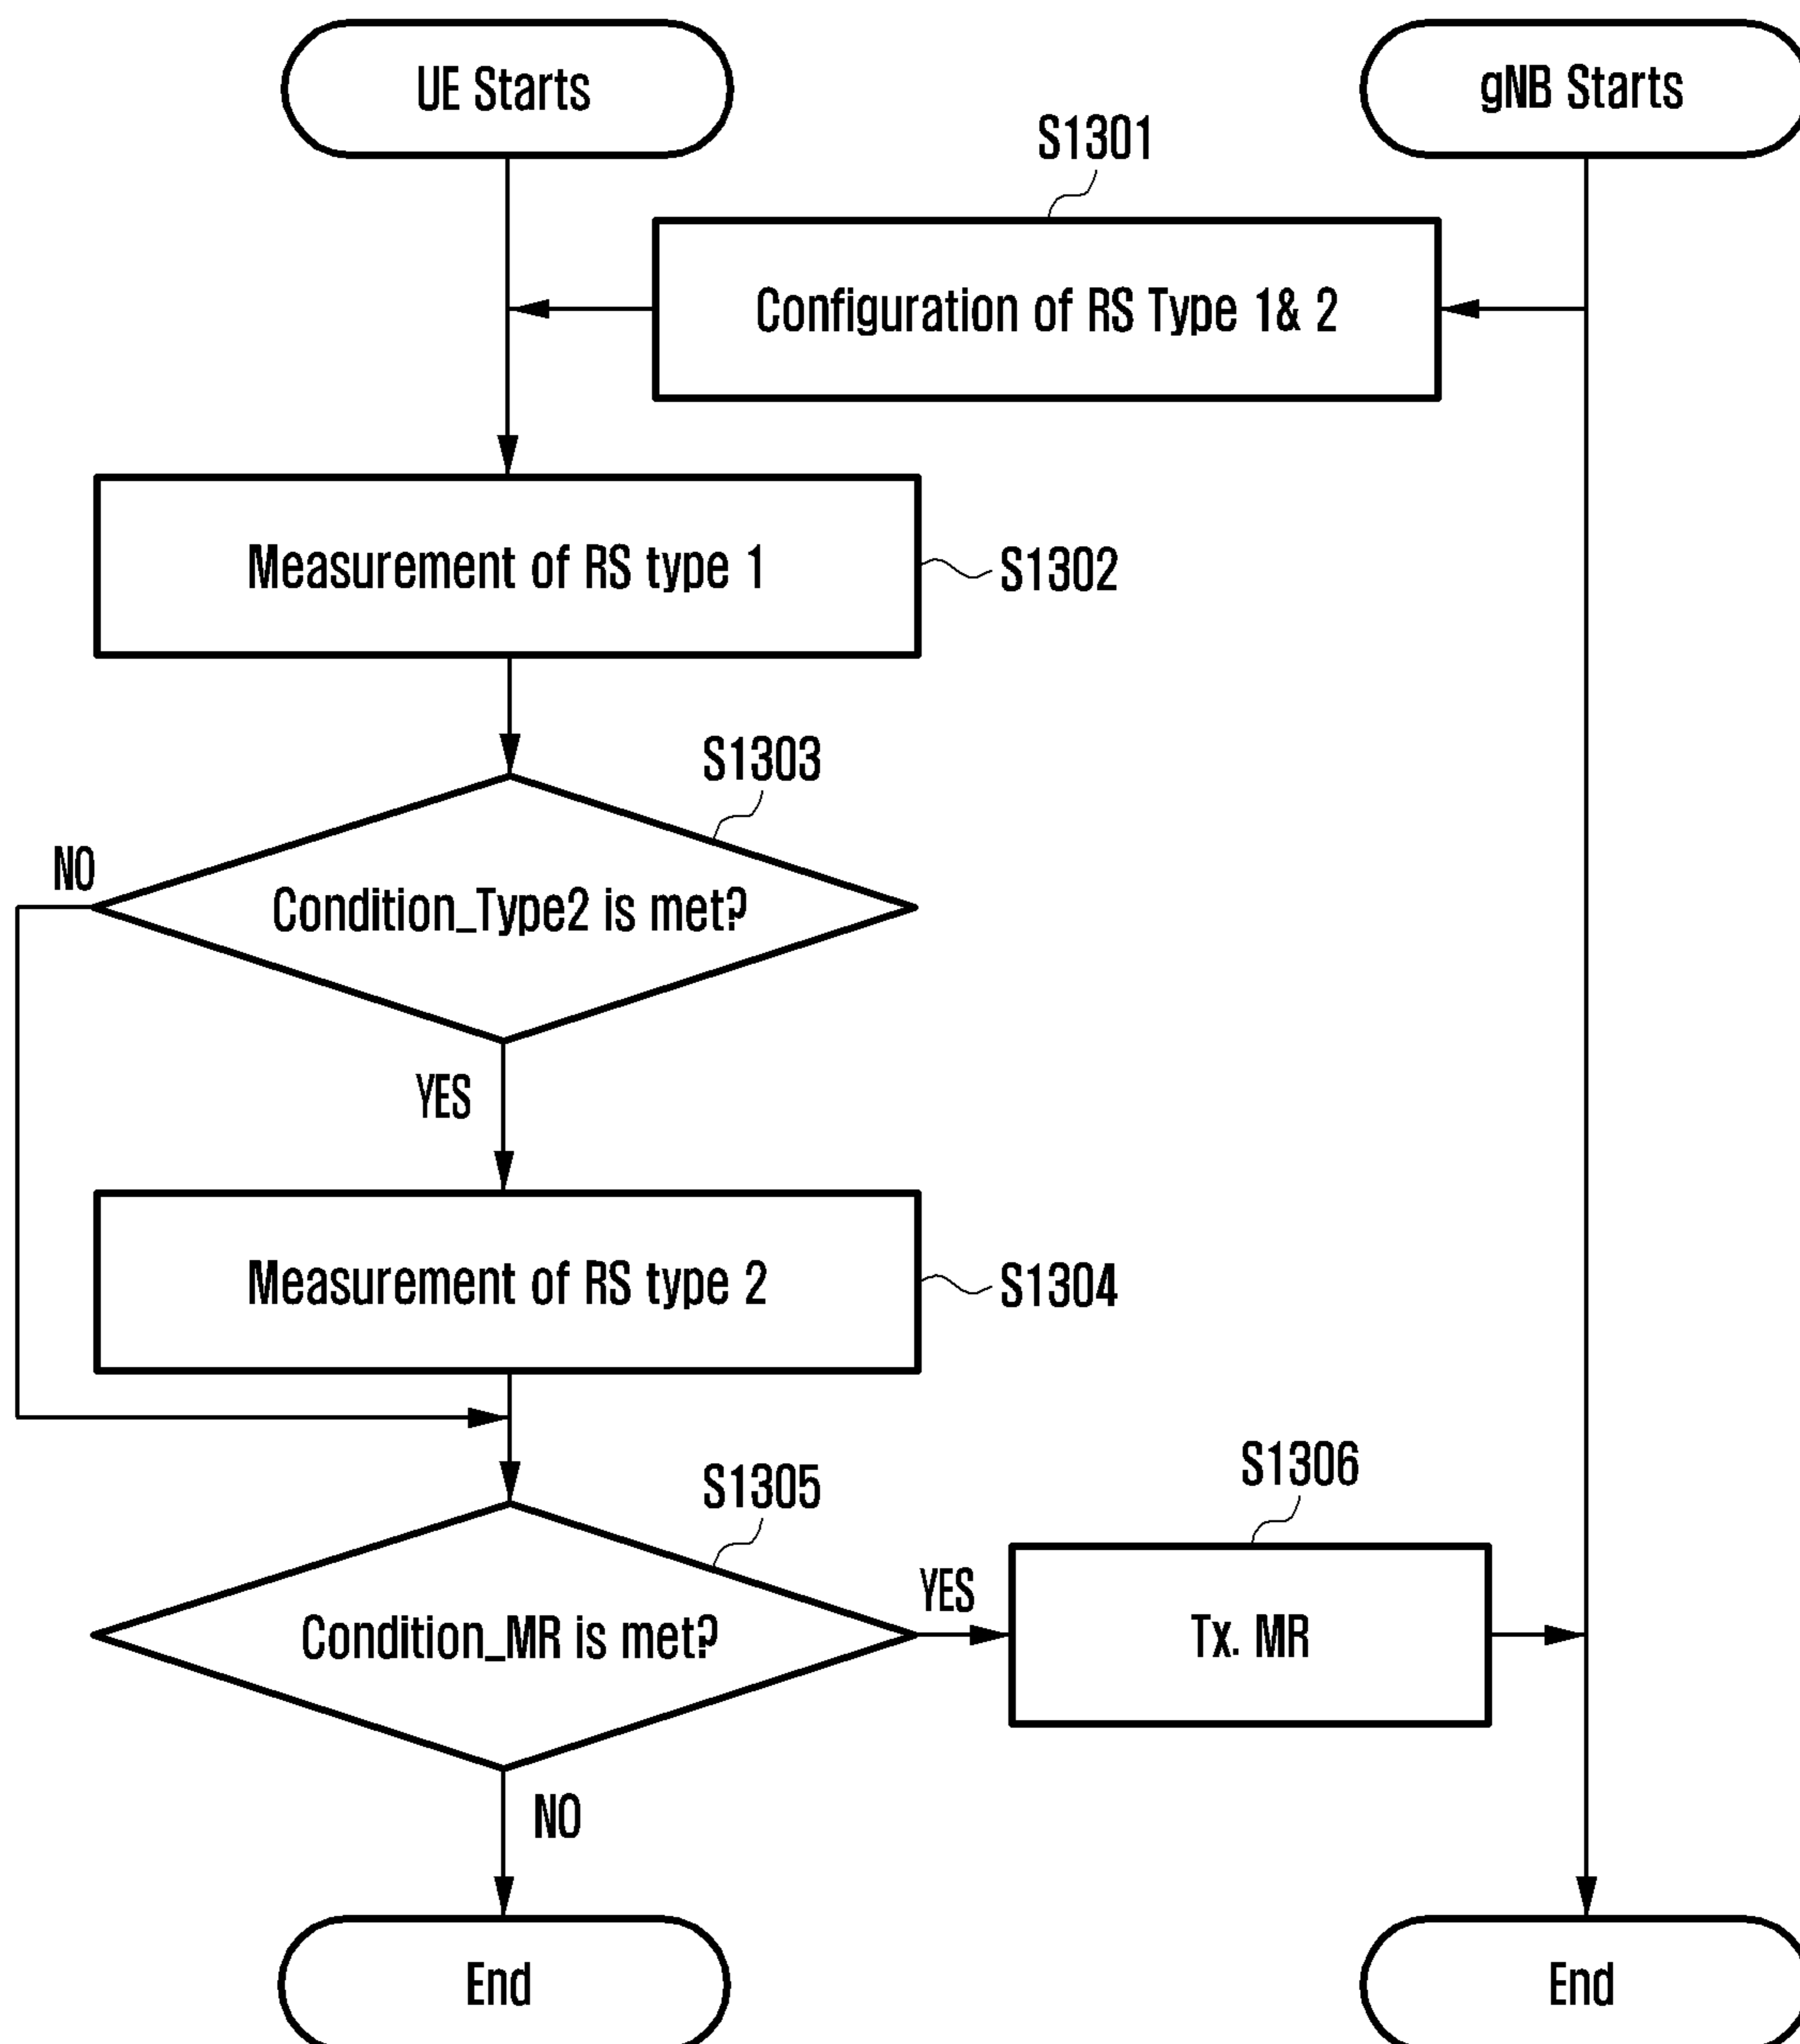 UE Starts
gNB Starts
S1301
Configuration of RS Type 1& 2
Measurement of RS type 1
S1302
S1303
NO
Condition_Type2 is met?
YES
Measurement of RS type 2
S1304
S1305
S1306
Condition_MR is met?
YES
Tx. MR
NO
End
End